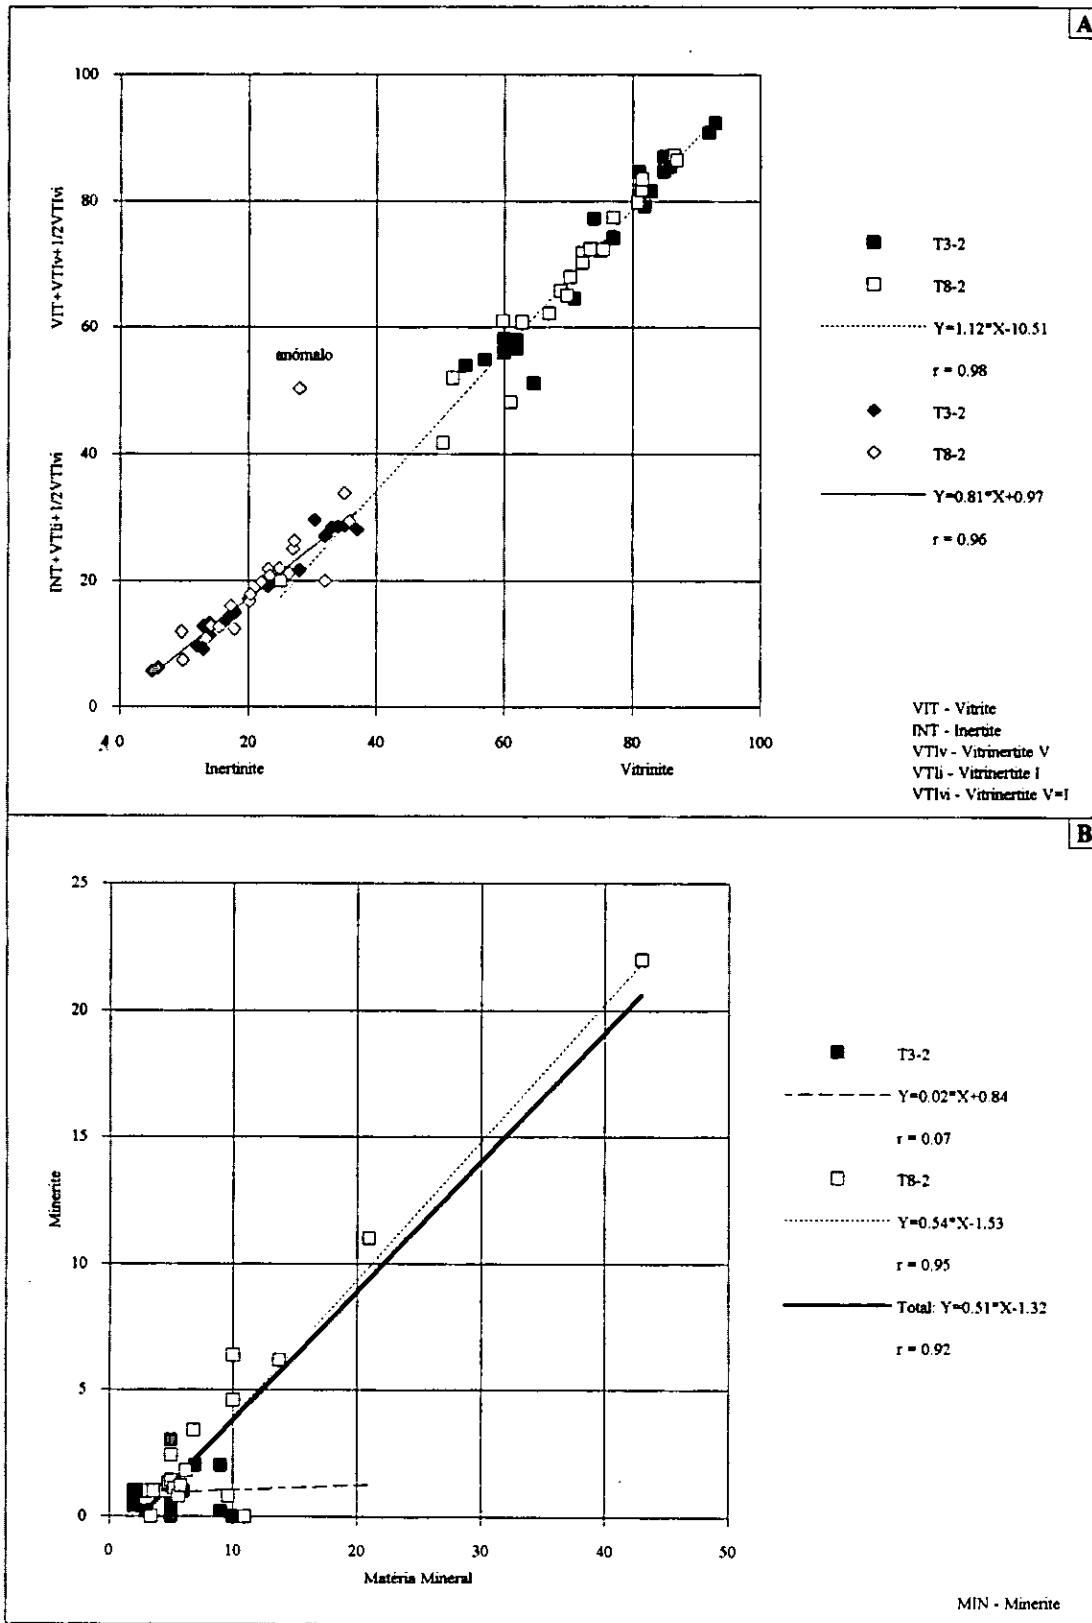 A
100
80
60
40
20
0
VIT+VTIv+1/2VTIvi
INT+VTIi+1/2VTIvi
anómalo
0
20
40
60
80
100
Inertinite
Vitrinite
T3-2
T8-2
Y=1.12*X-10.51
r = 0.98
T3-2
T8-2
Y=0.81*X+0.97
r = 0.96
VIT - Vitrite
INT - Inertite
VTIv - Vitrinertite V
VTIi - Vitrinertite I
VTIvi - Vitrinertite V=I
B
25
20
15
10
5
0
Minerite
0
10
20
30
40
50
Matéria Mineral
T3-2
Y=0.02*X+0.84
r = 0.07
T8-2
Y=0.54*X-1.53
r = 0.95
Total: Y=0.51*X-1.32
r = 0.92
MIN - Minerite